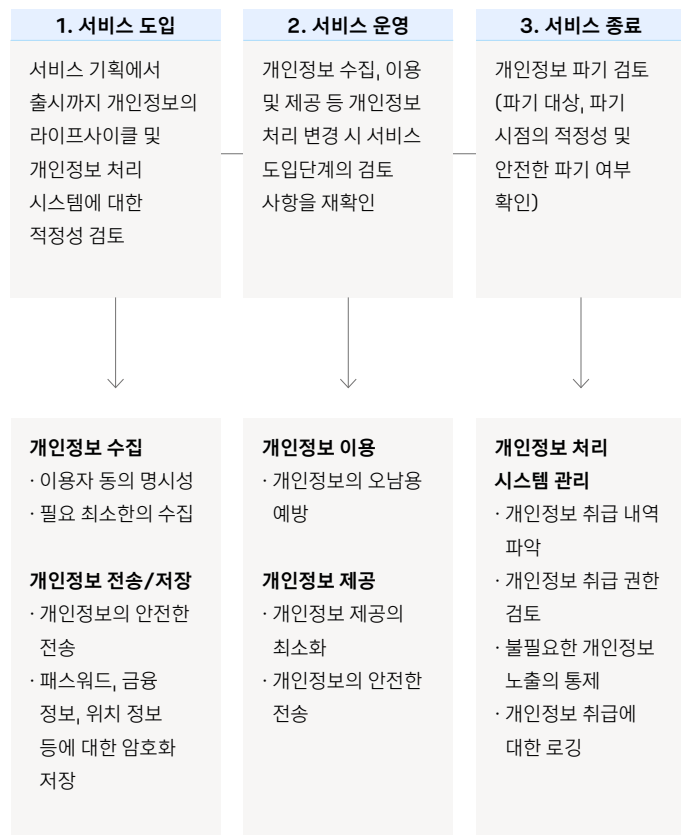 1. 서비스 도입
서비스 기획에서
출시까지 개인정보의
라이프사이클 및
개인정보 처리
시스템에 대한
적정성 검토
2. 서비스 운영
개인정보 수집, 이용
및 제공 등 개인정보
처리 변경 시 서비스
도입단계의 검토
사항을 재확인
3. 서비스 종료
개인정보 파기 검토
(파기 대상, 파기
시점의 적정성 및
안전한 파기 여부
확인)
개인정보 수집
· 이용자 동의 명시성
· 필요 최소한의 수집
개인정보 전송/저장
· 개인정보의 안전한
전송
· 패스워드, 금융
정보, 위치 정보
등에 대한 암호화
저장
개인정보 이용
· 개인정보의 오남용
예방
개인정보 제공
· 개인정보 제공의
최소화
· 개인정보의 안전한
전송
개인정보 처리
시스템 관리
· 개인정보 취급 내역
파악
· 개인정보 취급 권한
검토
· 불필요한 개인정보
노출의 통제
· 개인정보 취급에
대한 로깅